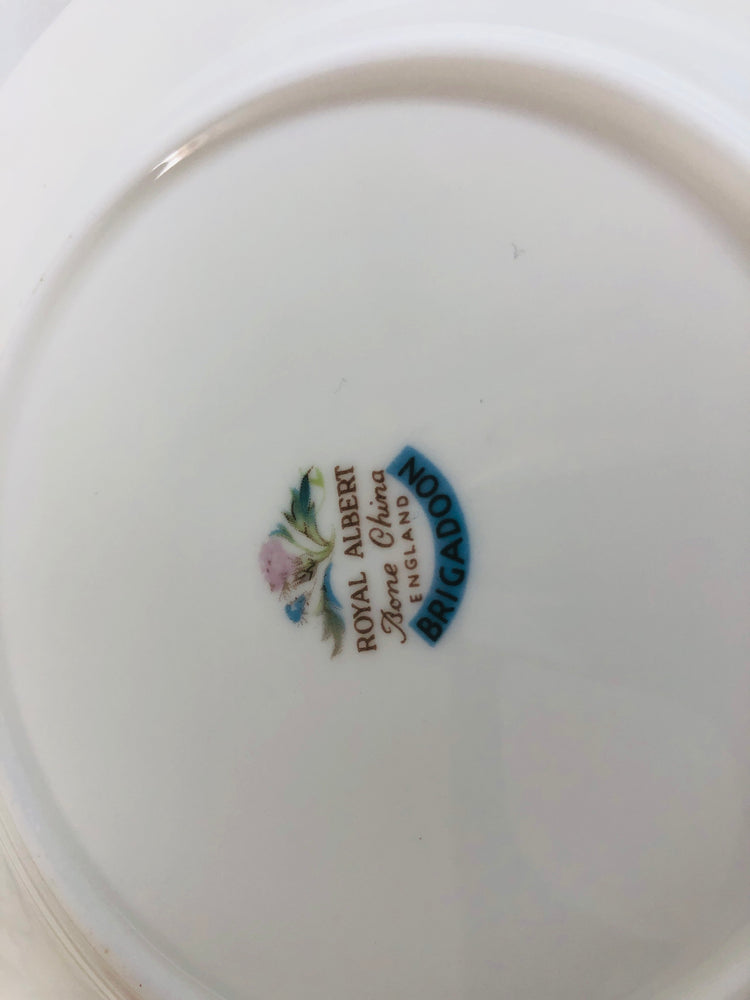 ROYAL ALBERT
Bone China
ENGLAND
BRIGADOON